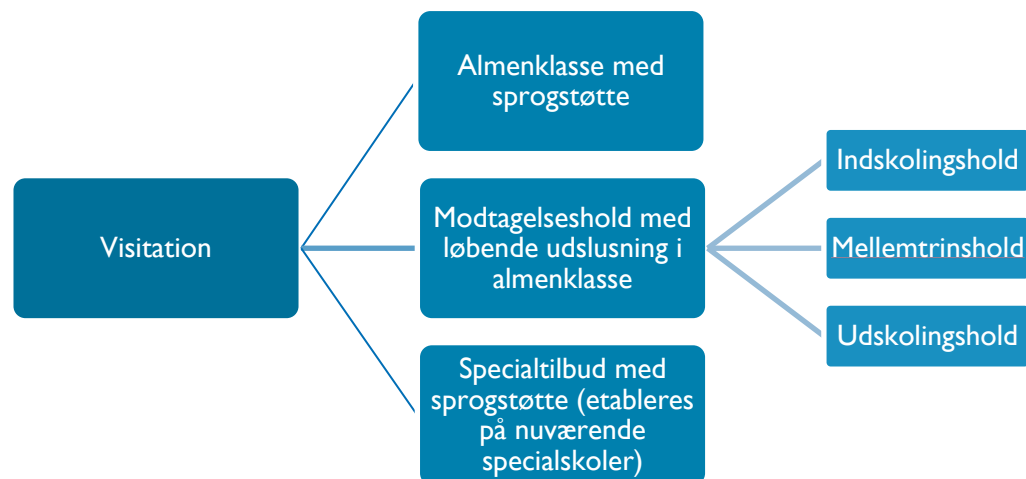 Visitation
Almenklasse med
sprogstøtte
Modtagelseshold med
løbende udslusning i
almenklasse
Specialtilbud med
sprogstøtte (etableres
på nuværende
specialskoler)
Indskolingshold
Mellemtrinshold
Udskolingshold